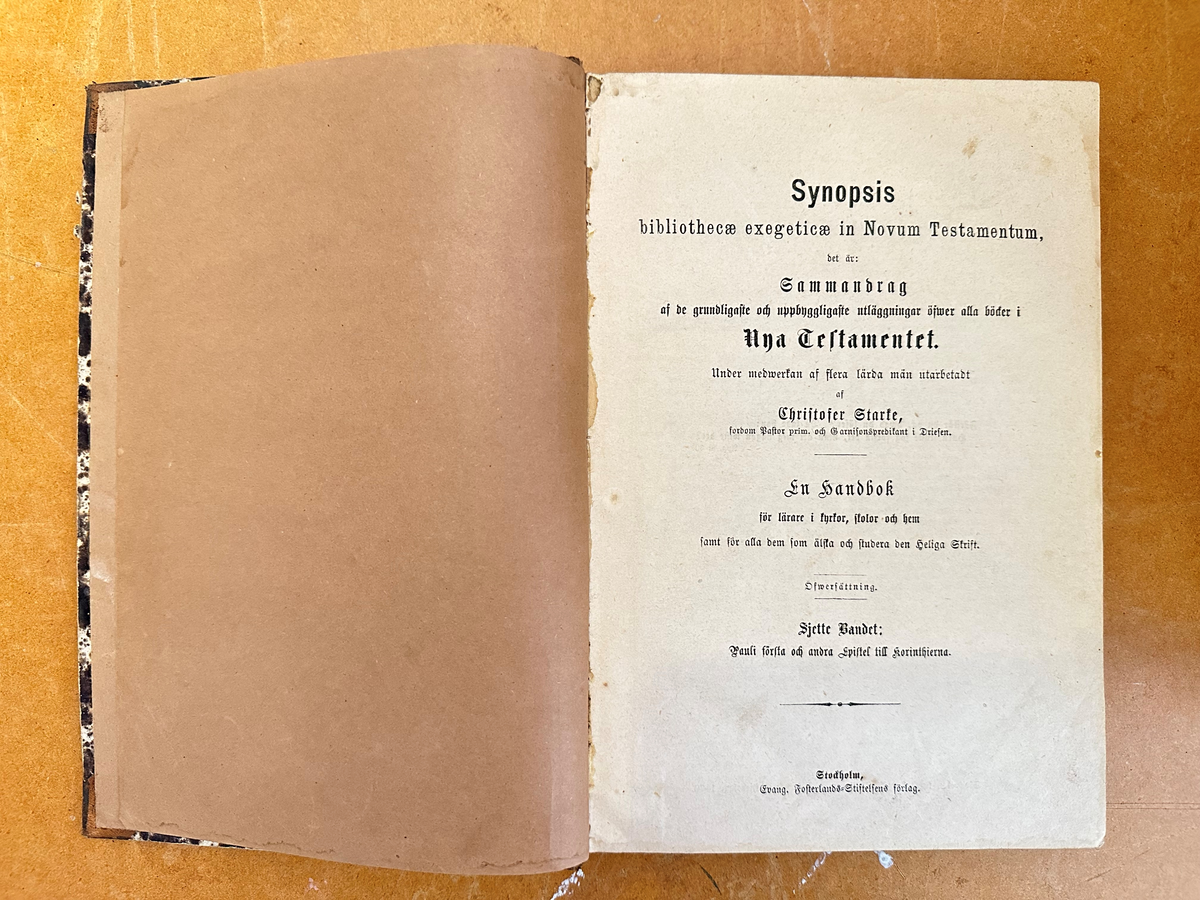 Synopsis
bibliothecæ exegeticæ in Novum Testamentum,
det är:
Sammandrag
af de grundligaste och uppbyggligaste utläggningar öfwer alla böcker i
Nya Testamentet.
Under medwerkan af flera lärda män utarbetadt
af
Christofer Starke,
fordom Pastor prim. och Garnisonspredikant i Driesen.
En Handbok
för lärare i kyrkor, skolor och hem
samt för alla dem som älska och studera den Heliga Skrift.
Öfwersättning.
Sjette Bandet:
Pauli första och andra Epistel till Korinthierna.
Stockholm,
Evang. Fosterlands-Stiftelsens förlag.